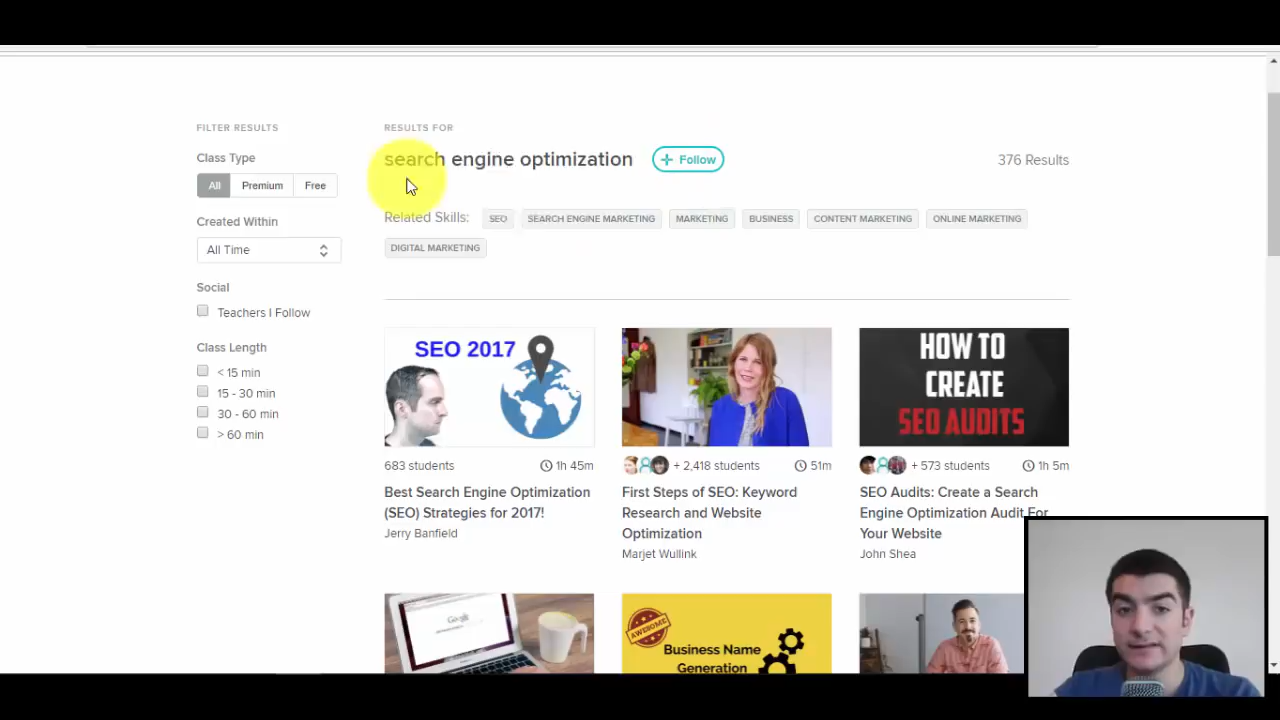 FILTER RESULTS
Class Type
All Premium Free
Created Within
All Time
Social
Teachers I Follow
Class Length
< 15 min
15 - 30 min
30 - 60 min
> 60 min
RESULTS FOR
search engine optimization
Follow
376 Results
Related Skills: SEO SEARCH ENGINE MARKETING MARKETING BUSINESS CONTENT MARKETING ONLINE MARKETING
DIGITAL MARKETING
SEO 2017
683 students 1h 45m
Best Search Engine Optimization
(SEO) Strategies for 2017!
Jerry Banfield
+ 2,418 students 51m
First Steps of SEO: Keyword
Research and Website
Optimization
Marjet Wullink
HOW TO
CREATE
SEO AUDITS
+ 573 students 1h 5m
SEO Audits: Create a Search
Engine Optimization Audit For
Your Website
John Shea
Google
AWESOME
Business Name
Generation